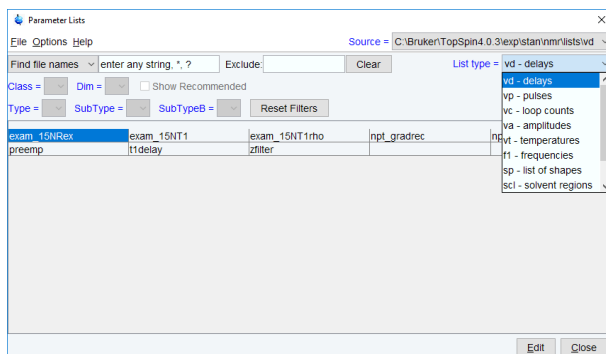 Parameter Lists
File Options Help
Source = C:\Bruker\TopSpin4.0.3\exp\stan\nmr\lists\vd
Find file names enter any string, *, ? Exclude: Clear List type = vd - delays
Class = Dim = Show Recommended
Type = SubType = SubTypeB = Reset Filters
vd - delays
vp - pulses
vc - loop counts
va - amplitudes
vt - temperatures
f1 - frequencies
sp - list of shapes
scl - solvent regions
exam_15NRex exam_15NT1 exam_15NT1rho npt_gradrec
preemp t1delay zfilter
Edit Close